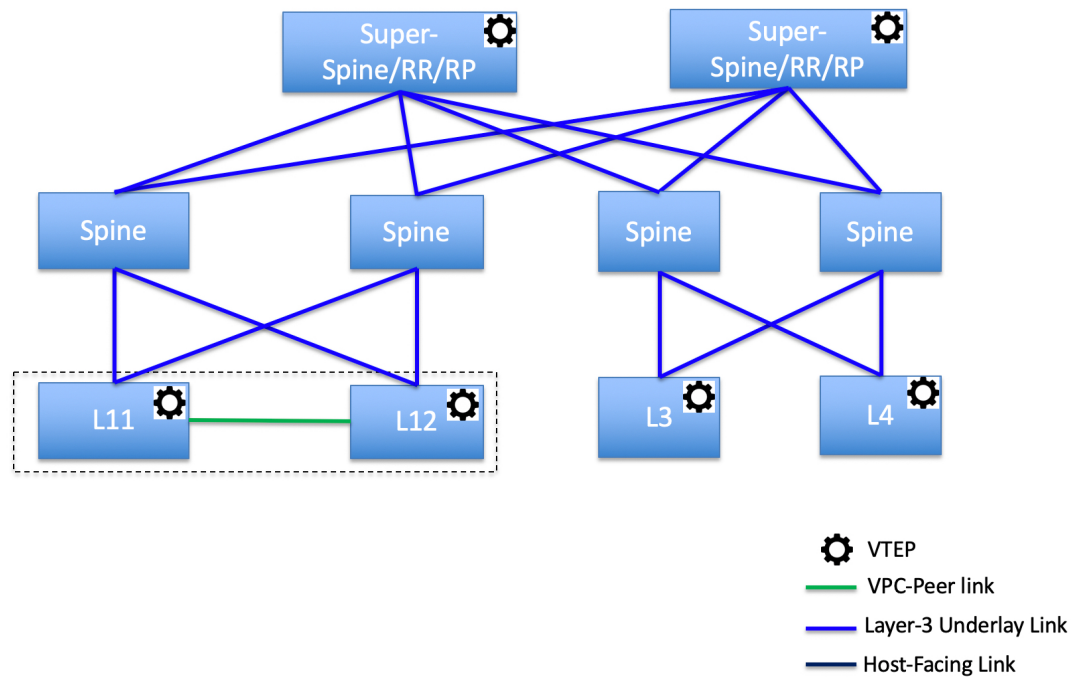 Super-
Spine/RR/RP
Super-
Spine/RR/RP
Spine
Spine
Spine
Spine
L11
L12
L3
L4
VTEP
VPC-Peer link
Layer-3 Underlay Link
Host-Facing Link